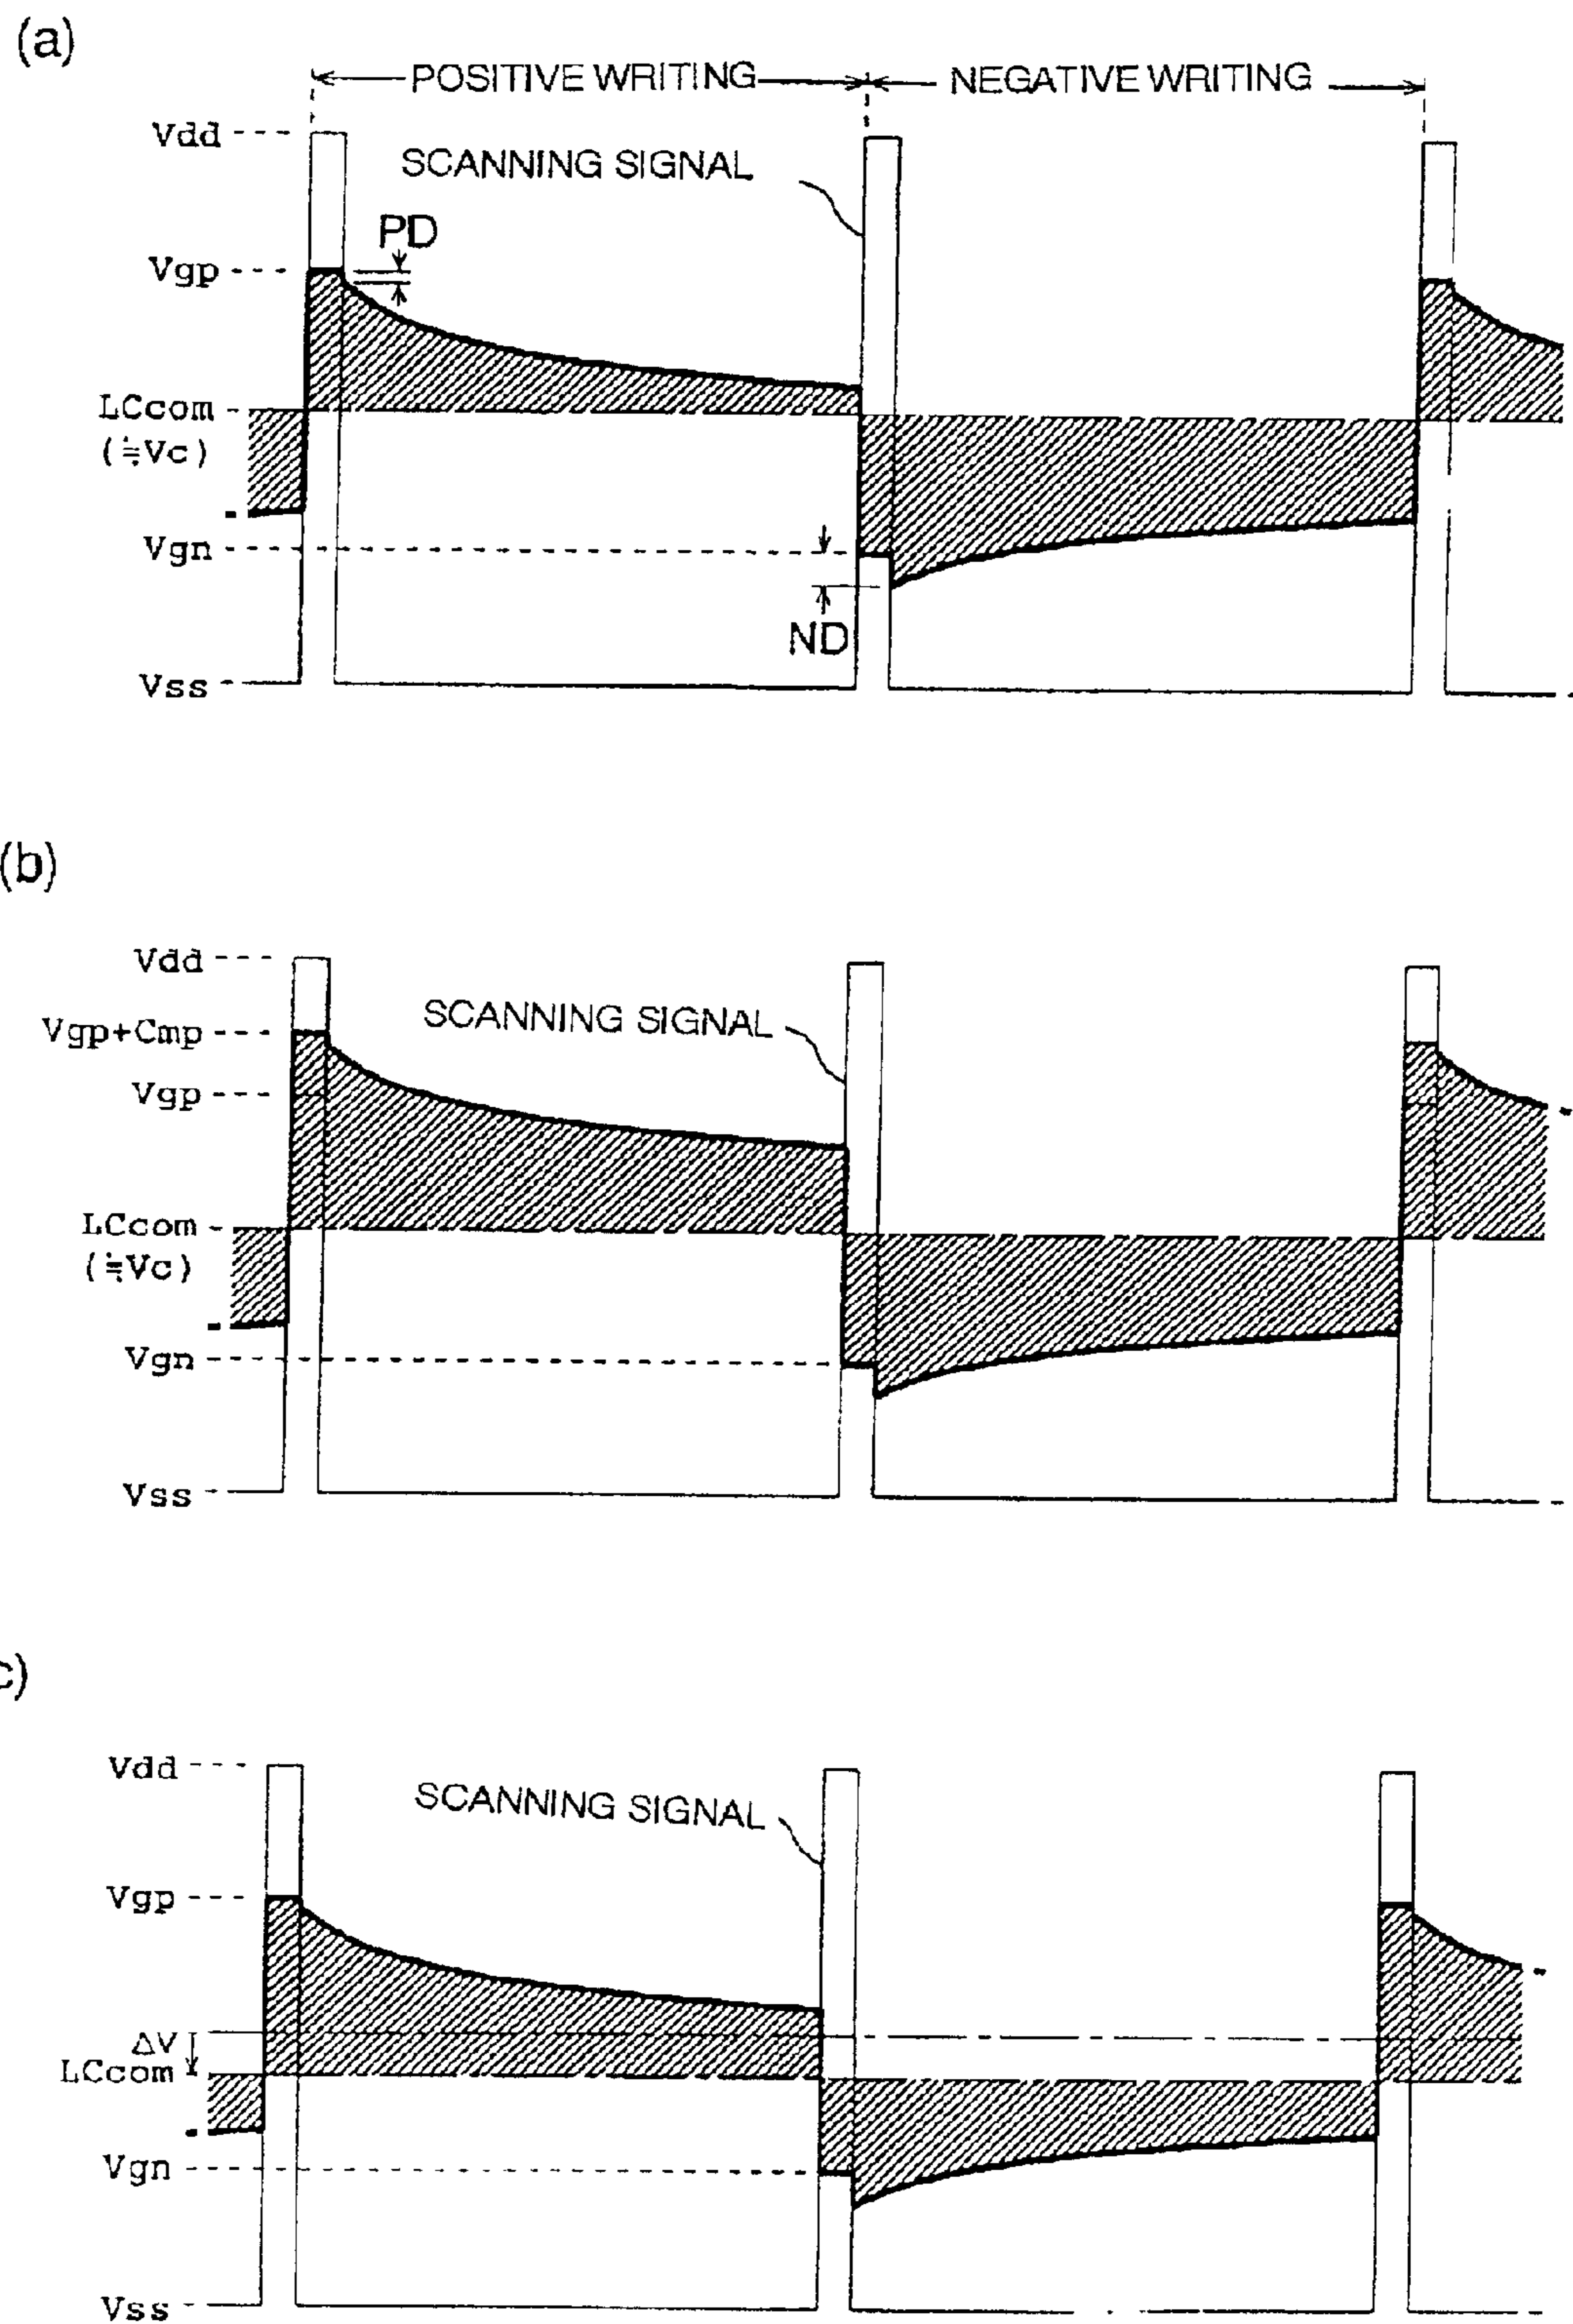 (a)
POSITIVE WRITING
NEGATIVE WRITING
Vdd
SCANNING SIGNAL
PD
Vgp
LCcom
(≒Vc)
Vgn
ND
Vss
(b)
Vdd
SCANNING SIGNAL
Vgp+Cmp
Vgp
LCcom
(≒Vc)
Vgn
Vss
c)
Vdd
SCANNING SIGNAL
Vgp
ΔV
LCcom
Vgn
Vss